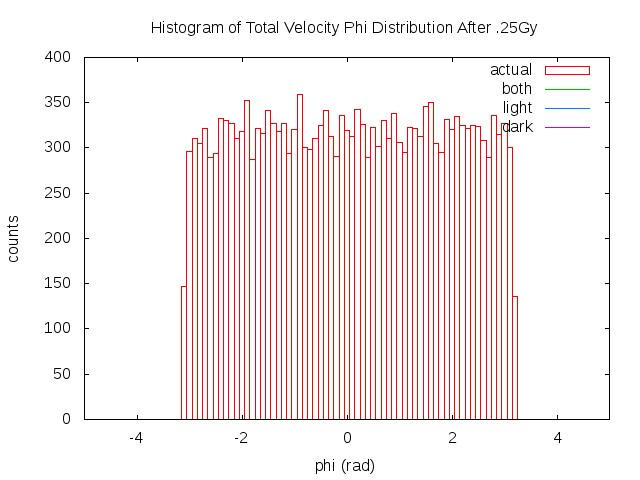 Histogram of Total Velocity Phi Distribution After .25Gy
400
350
300
250
200
150
100
50
0
counts
actual
both
light
dark
-4 -2 0 2 4
phi (rad)